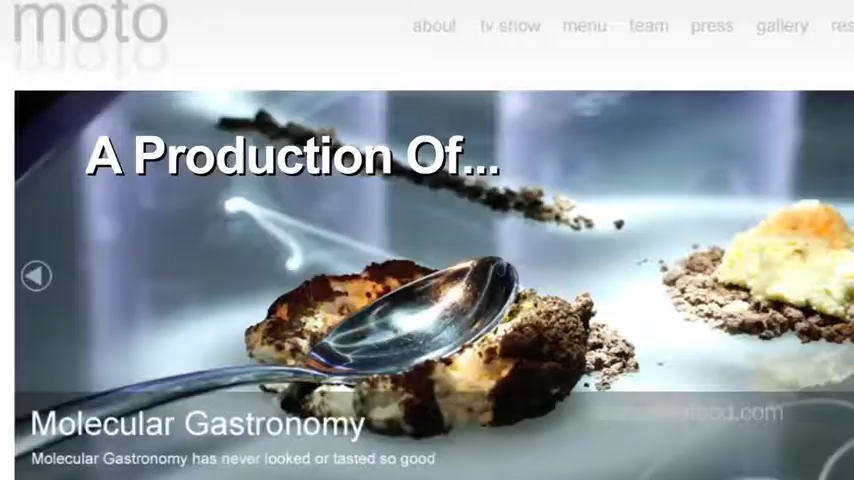 moto
about tv show menu team press gallery
A Production Of...
Molecular Gastronomy
Molecular Gastronomy has never looked or tasted so good